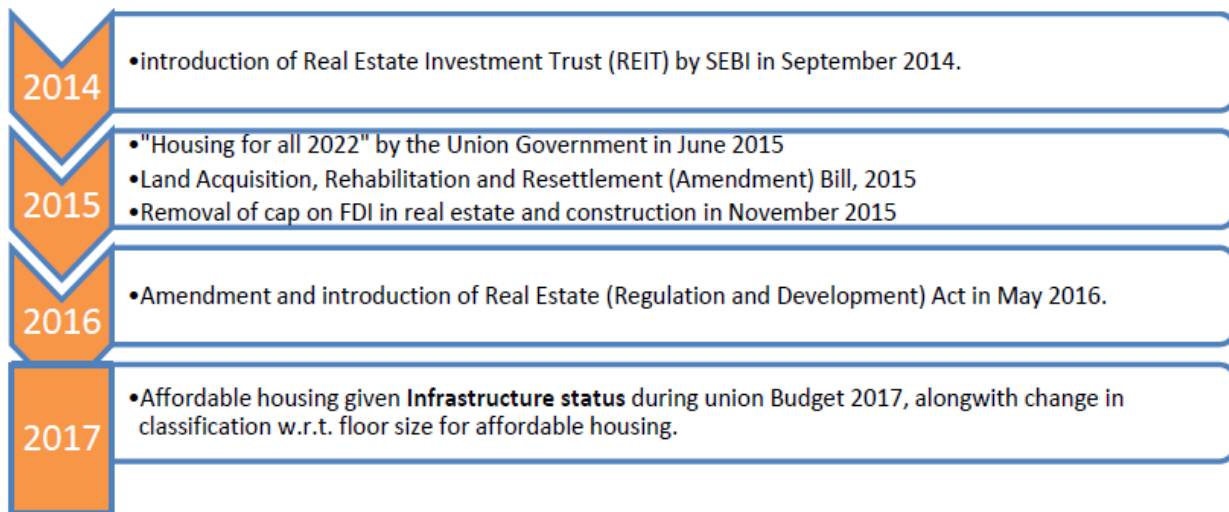 2014
•introduction of Real Estate Investment Trust (REIT) by SEBI in September 2014.
2015
•"Housing for all 2022" by the Union Government in June 2015
•Land Acquisition, Rehabilitation and Resettlement (Amendment) Bill, 2015
•Removal of cap on FDI in real estate and construction in November 2015
2016
•Amendment and introduction of Real Estate (Regulation and Development) Act in May 2016.
2017
•Affordable housing given Infrastructure status during union Budget 2017, alongwith change in
classification w.r.t. floor size for affordable housing.